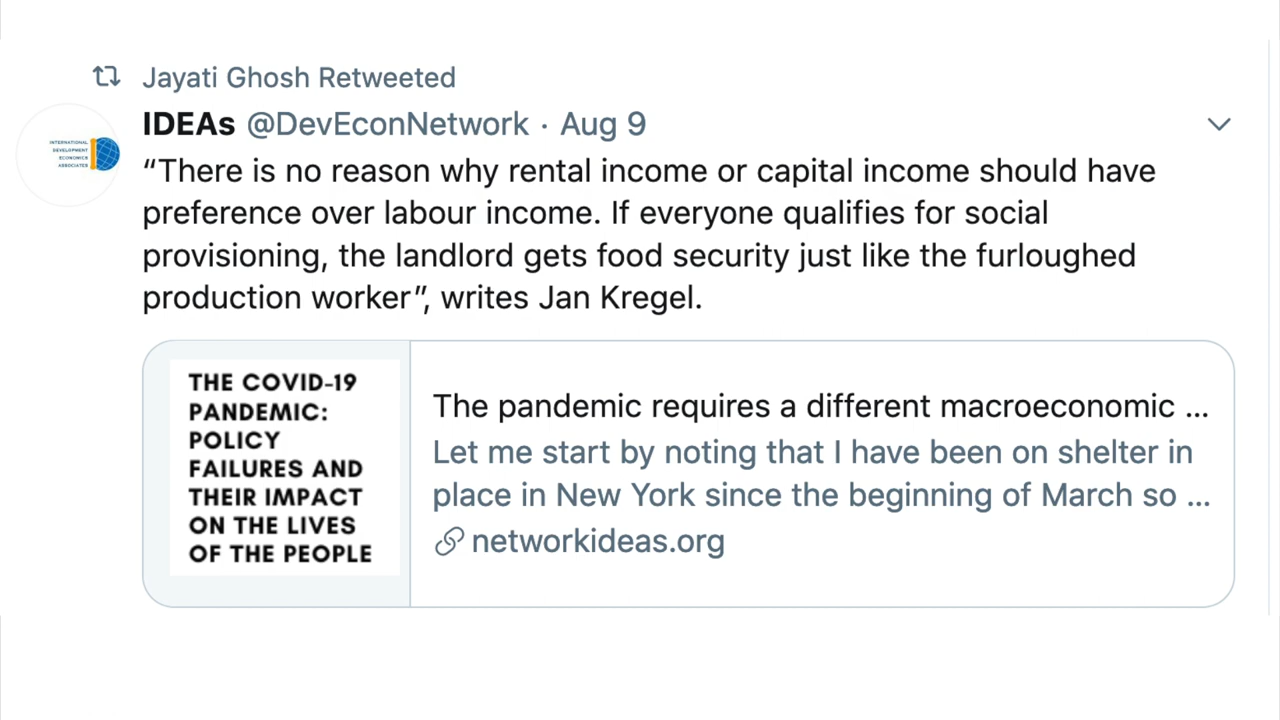 Jayati Ghosh Retweeted
IDEAs @DevEconNetwork · Aug 9
INTERNATIONAL
DEVELOPMENT
ECONOMICS
ASSOCIATES
“There is no reason why rental income or capital income should have
preference over labour income. If everyone qualifies for social
provisioning, the landlord gets food security just like the furloughed
production worker”, writes Jan Kregel.
THE COVID-19
PANDEMIC:
POLICY
FAILURES AND
THEIR IMPACT
ON THE LIVES
OF THE PEOPLE
The pandemic requires a different macroeconomic ...
Let me start by noting that I have been on shelter in
place in New York since the beginning of March so ...
networkideas.org